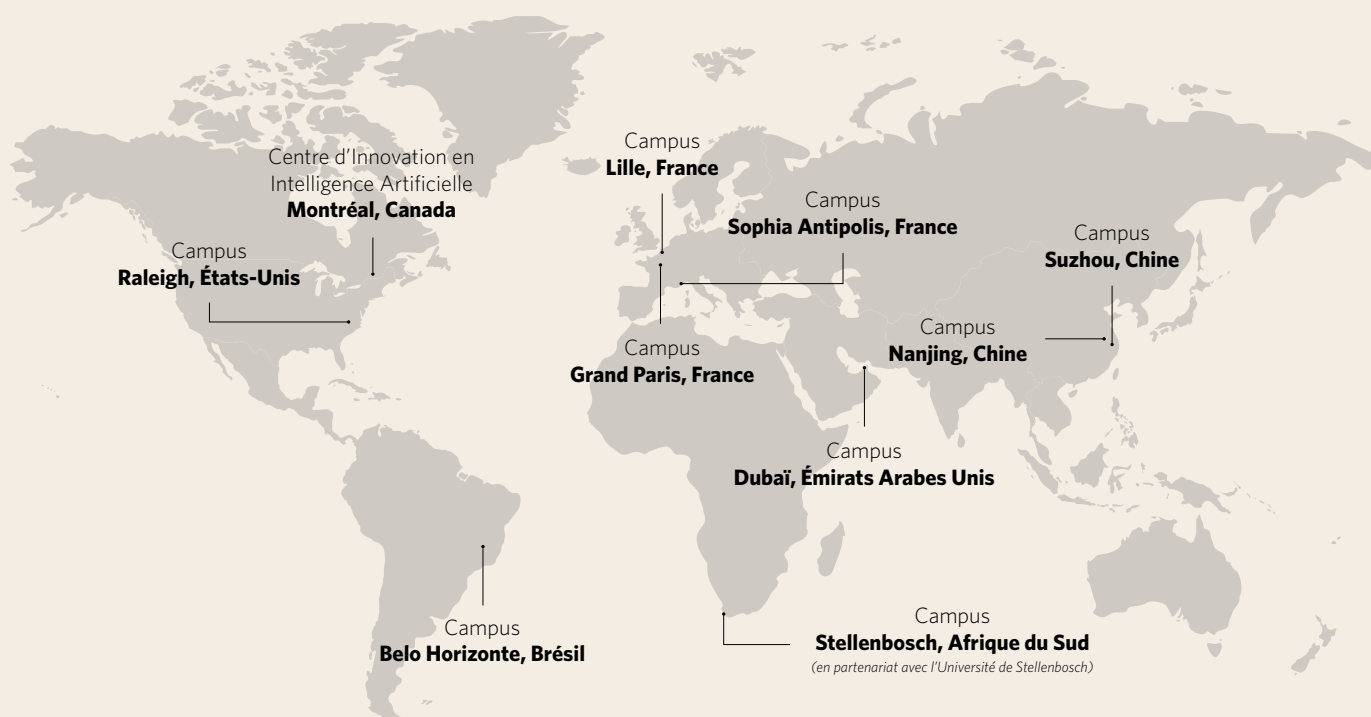 Campus
Lille, France
Centre d’Innovation en
Intelligence Artificielle
Montréal, Canada
Campus
Sophia Antipolis, France
Campus
Raleigh, États-Unis
Campus
Suzhou, Chine
Campus
Nanjing, Chine
Campus
Grand Paris, France
Campus
Dubaï, Émirats Arabes Unis
Campus
Belo Horizonte, Brésil
Campus
Stellenbosch, Afrique du Sud
(en partenariat avec l’Université de Stellenbosch)